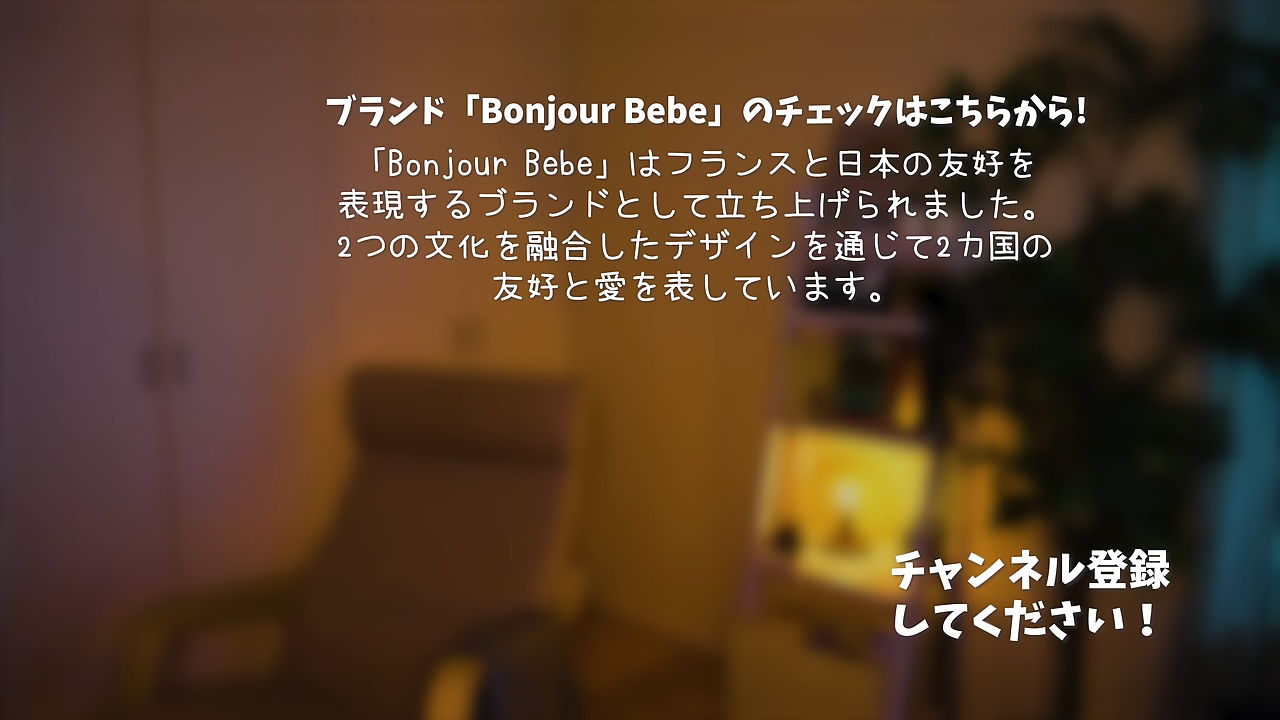 ブランド「Bonjour Bebe」のチェックはこちらから!
「Bonjour Bebe」はフランスと日本の友好を
表現するブランドとして立ち上げられました。
2つの文化を融合したデザインを通じて2カ国の
友好と愛を表しています。
チャンネル登録
してください！